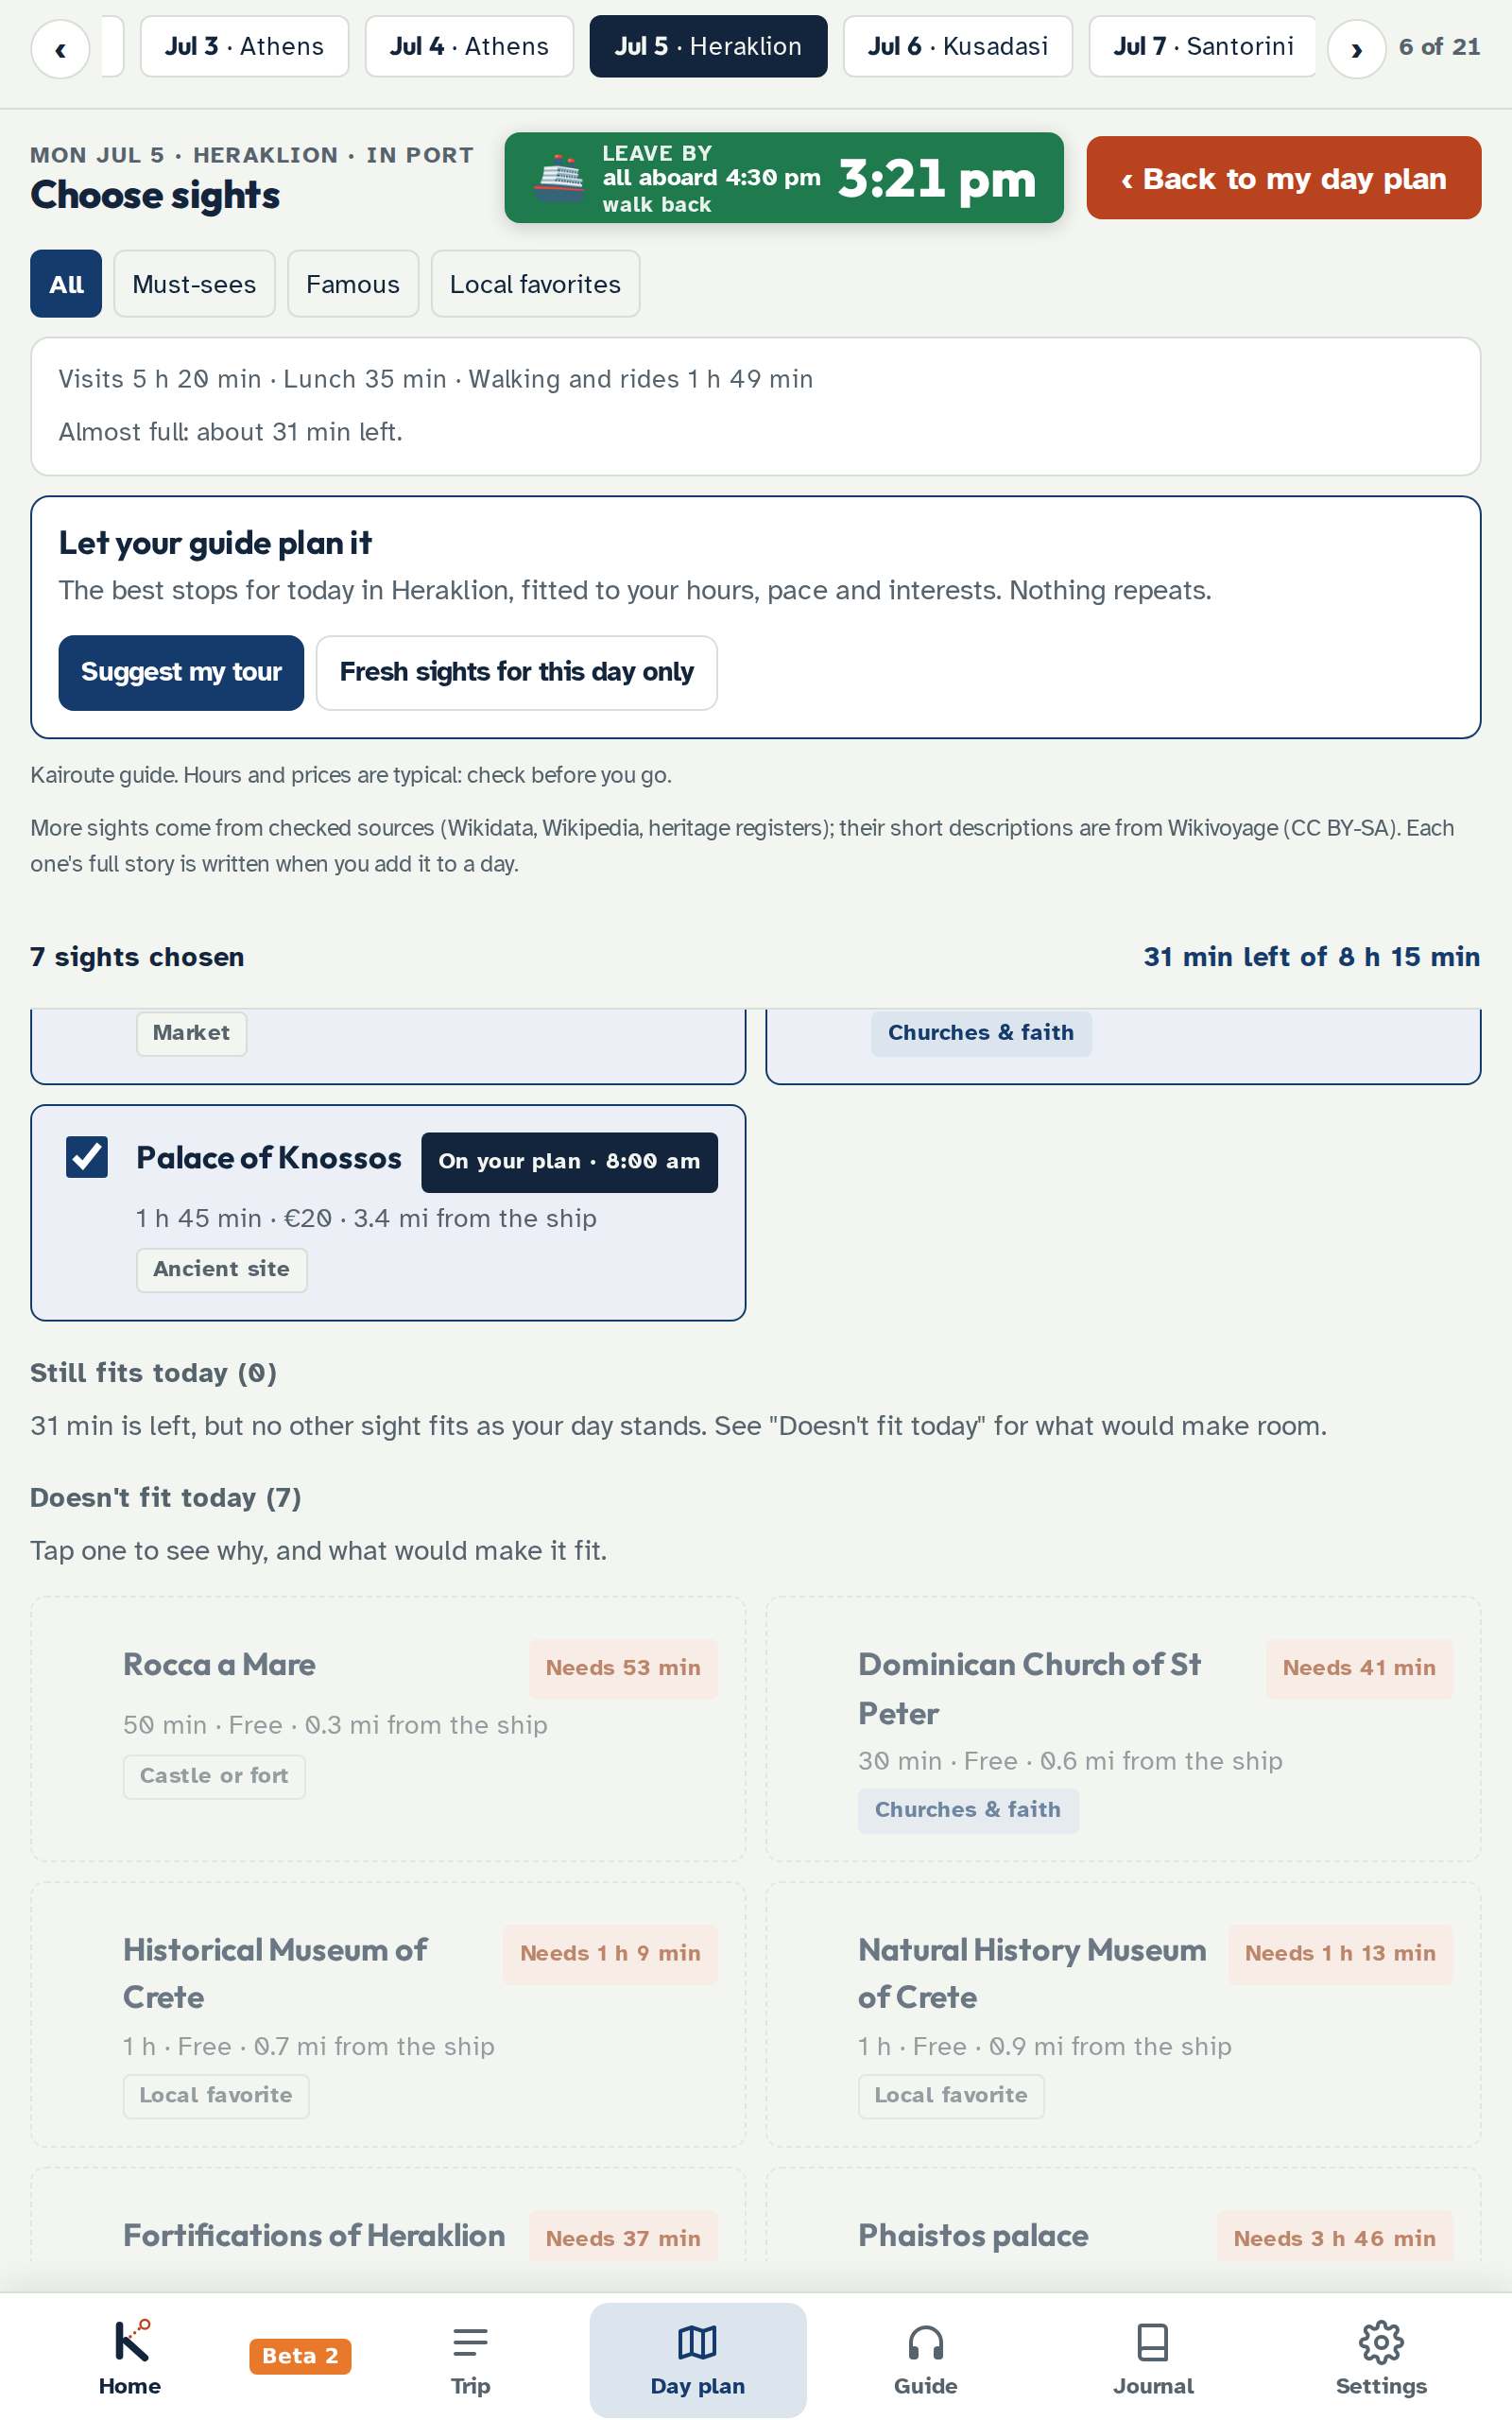 ‹
Jul 3 · Athens
Jul 4 · Athens
Jul 5 · Heraklion
Jul 6 · Kusadasi
Jul 7 · Santorini
›
6 of 21
MON JUL 5 · HERAKLION · IN PORT
Choose sights
LEAVE BY
all aboard 4:30 pm
walk back
3:21 pm
‹ Back to my day plan
All
Must-sees
Famous
Local favorites
Visits 5 h 20 min · Lunch 35 min · Walking and rides 1 h 49 min
Almost full: about 31 min left.
Let your guide plan it
The best stops for today in Heraklion, fitted to your hours, pace and interests. Nothing repeats.
Suggest my tour
Fresh sights for this day only
Kairoute guide. Hours and prices are typical: check before you go.
More sights come from checked sources (Wikidata, Wikipedia, heritage registers); their short descriptions are from Wikivoyage (CC BY-SA). Each
one's full story is written when you add it to a day.
7 sights chosen
31 min left of 8 h 15 min
Market
Churches & faith
Palace of Knossos
On your plan · 8:00 am
1 h 45 min · €20 · 3.4 mi from the ship
Ancient site
Still fits today (0)
31 min is left, but no other sight fits as your day stands. See "Doesn't fit today" for what would make room.
Doesn't fit today (7)
Tap one to see why, and what would make it fit.
Rocca a Mare
Needs 53 min
50 min · Free · 0.3 mi from the ship
Castle or fort
Dominican Church of St
Peter
Needs 41 min
30 min · Free · 0.6 mi from the ship
Churches & faith
Historical Museum of
Crete
Needs 1 h 9 min
1 h · Free · 0.7 mi from the ship
Local favorite
Natural History Museum
of Crete
Needs 1 h 13 min
1 h · Free · 0.9 mi from the ship
Local favorite
Fortifications of Heraklion
Needs 37 min
Phaistos palace
Needs 3 h 46 min
Home
Beta 2
Trip
Day plan
Guide
Journal
Settings